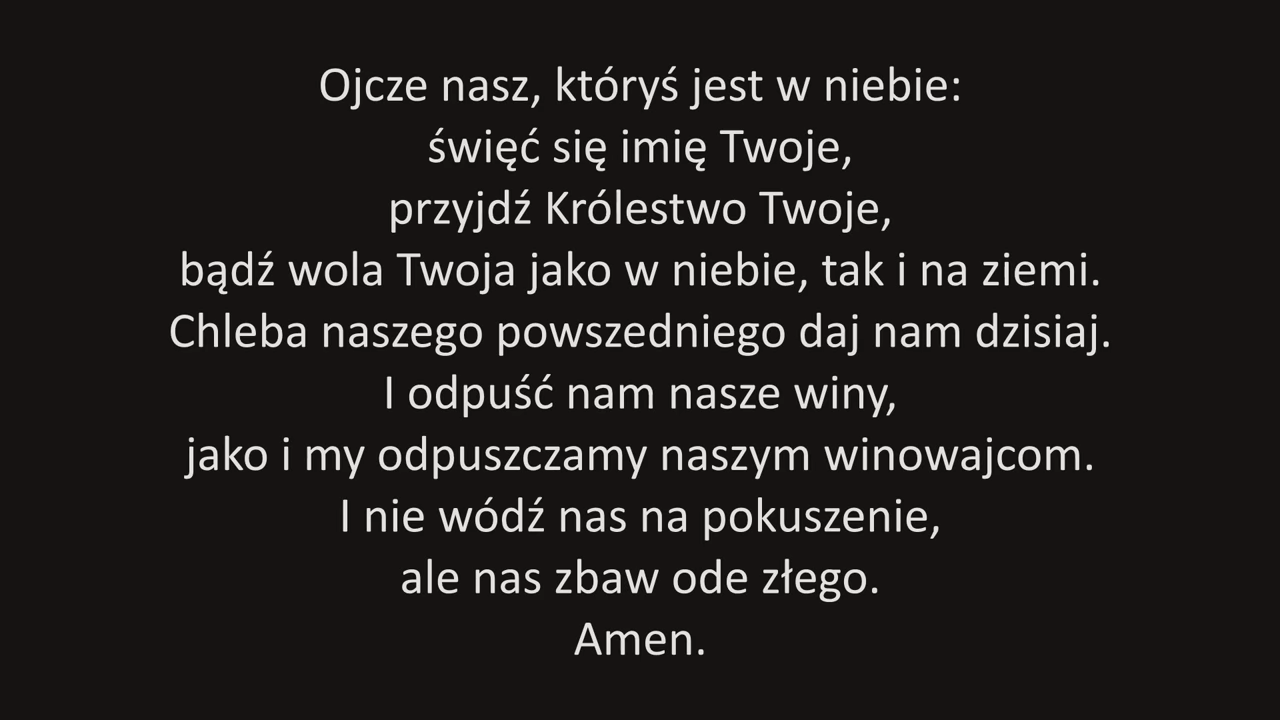 Ojcze nasz, któryś jest w niebie:
święć się imię Twoje,
przyjdź Królestwo Twoje,
bądź wola Twoja jako w niebie, tak i na ziemi.
Chleba naszego powszedniego daj nam dzisiaj.
I odpuść nam nasze winy,
jako i my odpuszczamy naszym winowajcom.
I nie wódź nas na pokuszenie,
ale nas zbaw ode złego.
Amen.